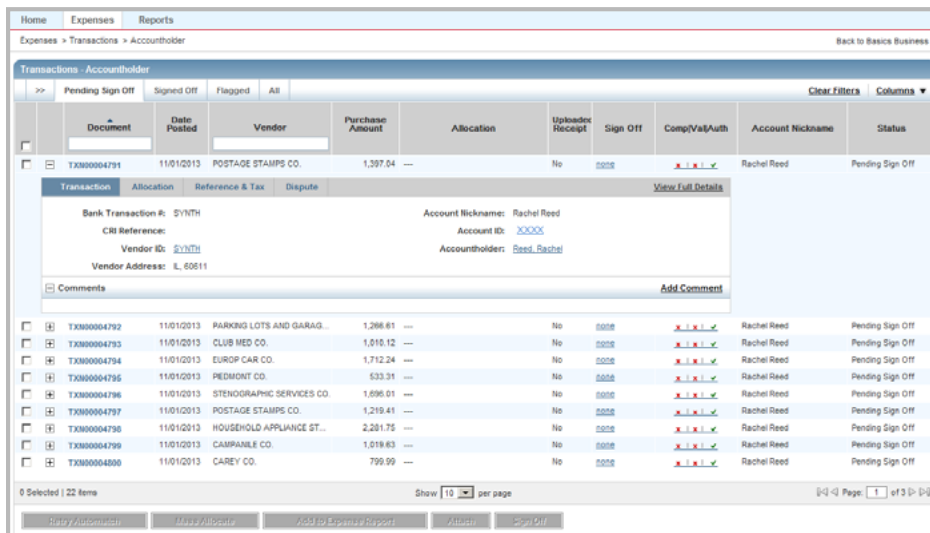 Home Expenses Reports
Expenses > Transactions > Accountholder Back to Basics Business
Transactions - Accountholder
>> Pending Sign Off Signed Off Flagged All Clear Filters Columns ▼
Document Date Posted Vendor Purchase Amount Allocation Uploaded Receipt Sign Off Comp|Val|Auth Account Nickname Status
TXN00004791 11/01/2013 POSTAGE STAMPS CO. 1,397.04 --- No none x | x | ✓ Rachel Reed Pending Sign Off
Transaction Allocation Reference & Tax Dispute View Full Details
Bank Transaction #: SYNTH Account Nickname: Rachel Reed
CRI Reference: Account ID: XXXX
Vendor ID: SYNTH Accountholder: Reed, Rachel
Vendor Address: IL, 60611
Comments Add Comment
TXN00004792 11/01/2013 PARKING LOTS AND GARAG... 1,266.61 --- No none x | x | ✓ Rachel Reed Pending Sign Off
TXN00004793 11/01/2013 CLUB MED CO. 1,010.12 --- No none x | x | ✓ Rachel Reed Pending Sign Off
TXN00004794 11/01/2013 EUROP CAR CO. 1,712.24 --- No none x | x | ✓ Rachel Reed Pending Sign Off
TXN00004795 11/01/2013 PIEDMONT CO. 533.31 --- No none x | x | ✓ Rachel Reed Pending Sign Off
TXN00004796 11/01/2013 STENOGRAPHIC SERVICES CO. 1,696.01 --- No none x | x | ✓ Rachel Reed Pending Sign Off
TXN00004797 11/01/2013 POSTAGE STAMPS CO. 1,219.41 --- No none x | x | ✓ Rachel Reed Pending Sign Off
TXN00004798 11/01/2013 HOUSEHOLD APPLIANCE ST... 2,281.75 --- No none x | x | ✓ Rachel Reed Pending Sign Off
TXN00004799 11/01/2013 CAMPANILE CO. 1,019.63 --- No none x | x | ✓ Rachel Reed Pending Sign Off
TXN00004800 11/01/2013 CAREY CO. 799.99 --- No none x | x | ✓ Rachel Reed Pending Sign Off
0 Selected | 22 items Show 10 per page Page: 1 of 3
Retry Automation Mass Allocate Add to Expense Report Attach Sign Off